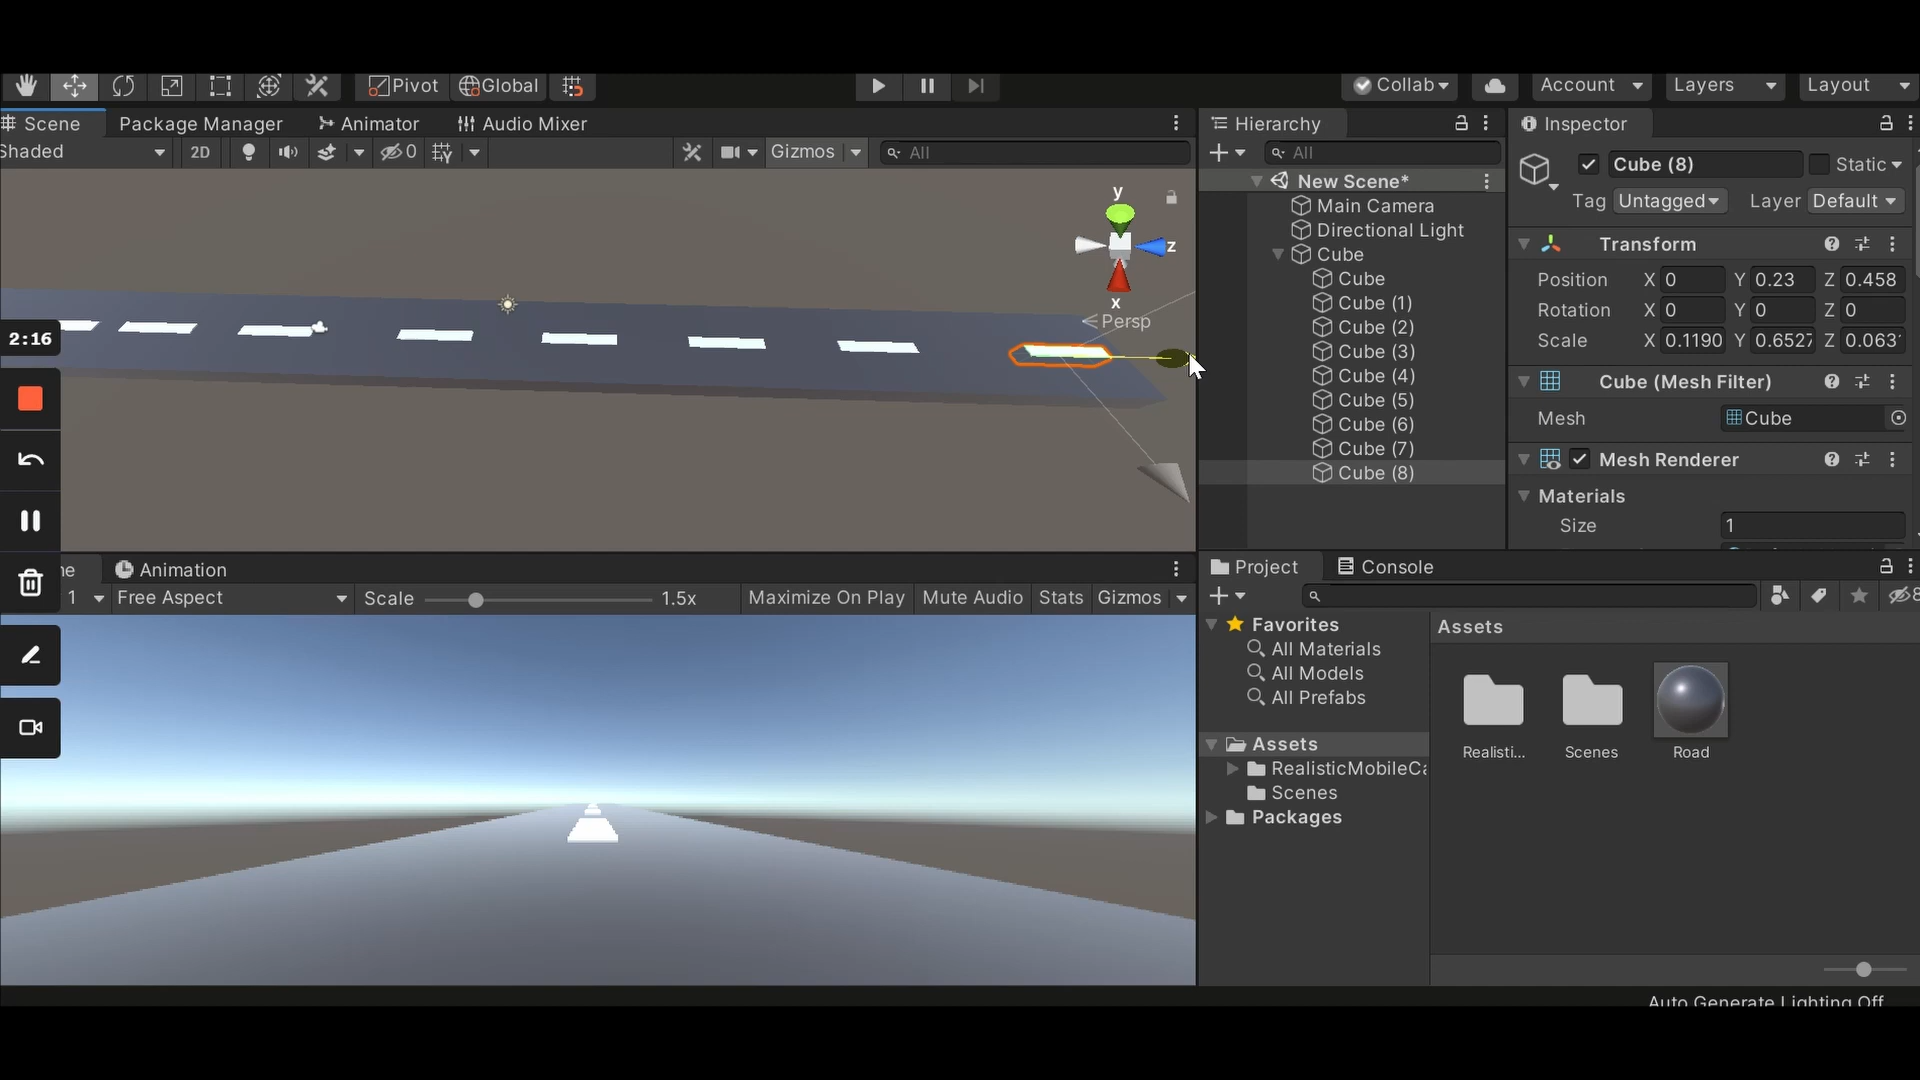 Pivot Global Collab Account Layers Layout
Scene Package Manager Animator Audio Mixer
Shaded 2D 0 Gizmos All
y
z
x
Persp
2:16
Hierarchy
All
New Scene*
Main Camera
Directional Light
Cube
Cube
Cube (1)
Cube (2)
Cube (3)
Cube (4)
Cube (5)
Cube (6)
Cube (7)
Cube (8)
Inspector
Cube (8) Static
Tag Untagged Layer Default
Transform
Position X 0 Y 0.23 Z 0.458
Rotation X 0 Y 0 Z 0
Scale X 0.1190 Y 0.6527 Z 0.063
Cube (Mesh Filter)
Mesh Cube
Mesh Renderer
Materials
Size 1
Animation
1 Free Aspect Scale 1.5x Maximize On Play Mute Audio Stats Gizmos
Project Console
8
Favorites
All Materials
All Models
All Prefabs
Assets
RealisticMobileCa
Scenes
Packages
Assets
Realisti...
Scenes
Road
Auto Generate Lighting Off